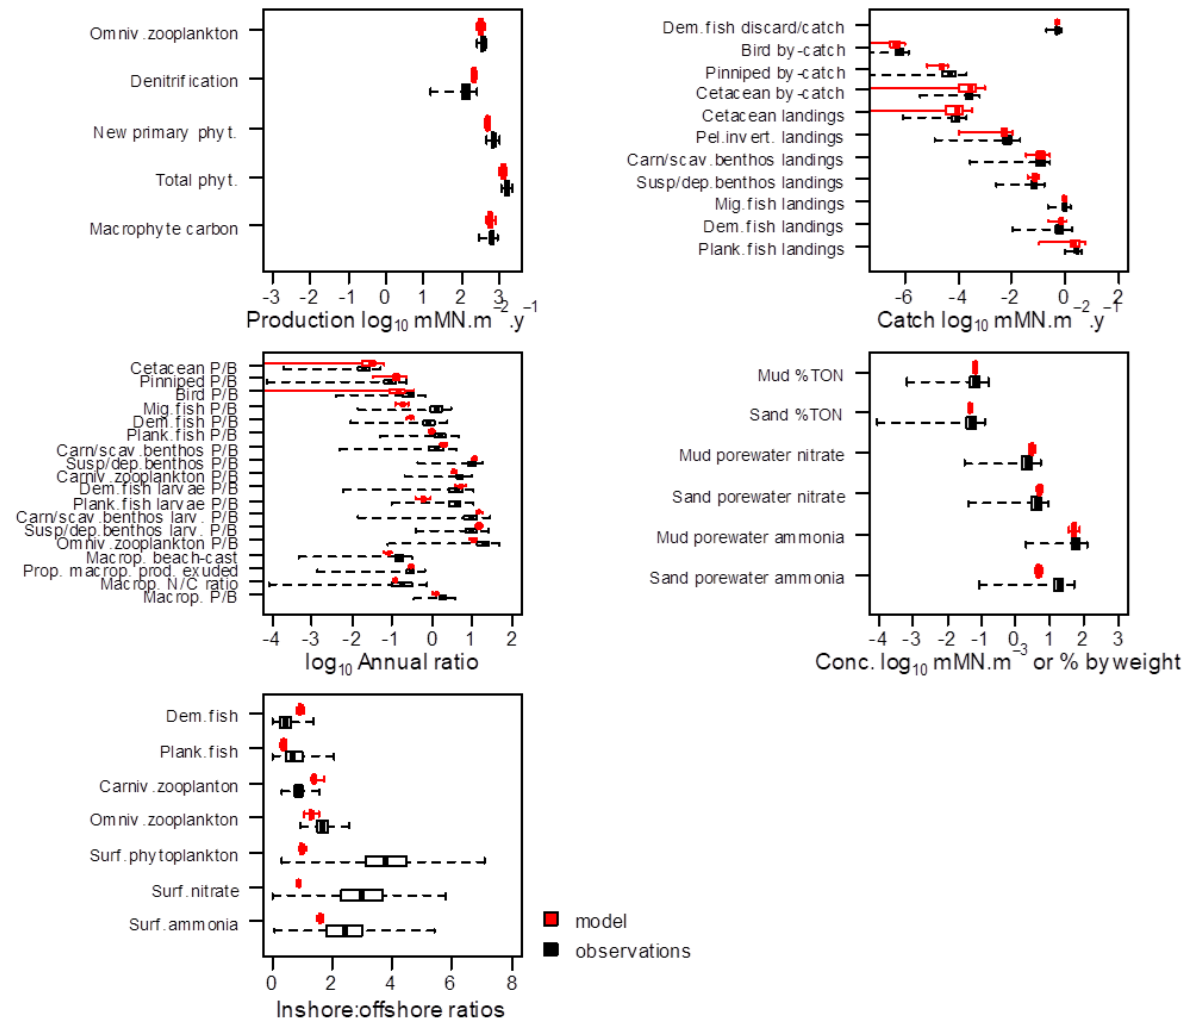 Omniv.zooplankton
Denitrification
New primary phyt.
Total phyt.
Macrophyte carbon
-3 -2 -1 0 1 2 3
Production log10 mMN.m−2.y−1
Dem.fish discard/catch
Bird by-catch
Pinniped by-catch
Cetacean by-catch
Cetacean landings
Pel.invert. landings
Carn/scav.benthos landings
Susp/dep.benthos landings
Mig.fish landings
Dem.fish landings
Plank.fish landings
-6 -4 -2 0 2
Catch log10 mMN.m−2.y−1
Cetacean P/B
Pinniped P/B
Bird P/B
Mig.fish P/B
Dem.fish P/B
Plank.fish P/B
Carn/scav.benthos P/B
Susp/dep.benthos P/B
Carniv.zooplankton P/B
Dem.fish larvae P/B
Plank.fish larvae P/B
Carn/scav.benthos larv. P/B
Susp/dep.benthos larv. P/B
Omniv.zooplankton P/B
Macrop. beach-cast
Prop. macrop. prod. exuded
Macrop. N/C ratio
Macrop. P/B
-4 -3 -2 -1 0 1 2
log10 Annual ratio
Mud %TON
Sand %TON
Mud porewater nitrate
Sand porewater nitrate
Mud porewater ammonia
Sand porewater ammonia
-4 -3 -2 -1 0 1 2 3
Conc. log10 mMN.m−3 or % by weight
Dem.fish
Plank.fish
Carniv.zooplanton
Omniv.zooplankton
Surf.phytoplankton
Surf.nitrate
Surf.ammonia
0 2 4 6 8
Inshore:offshore ratios
model
observations